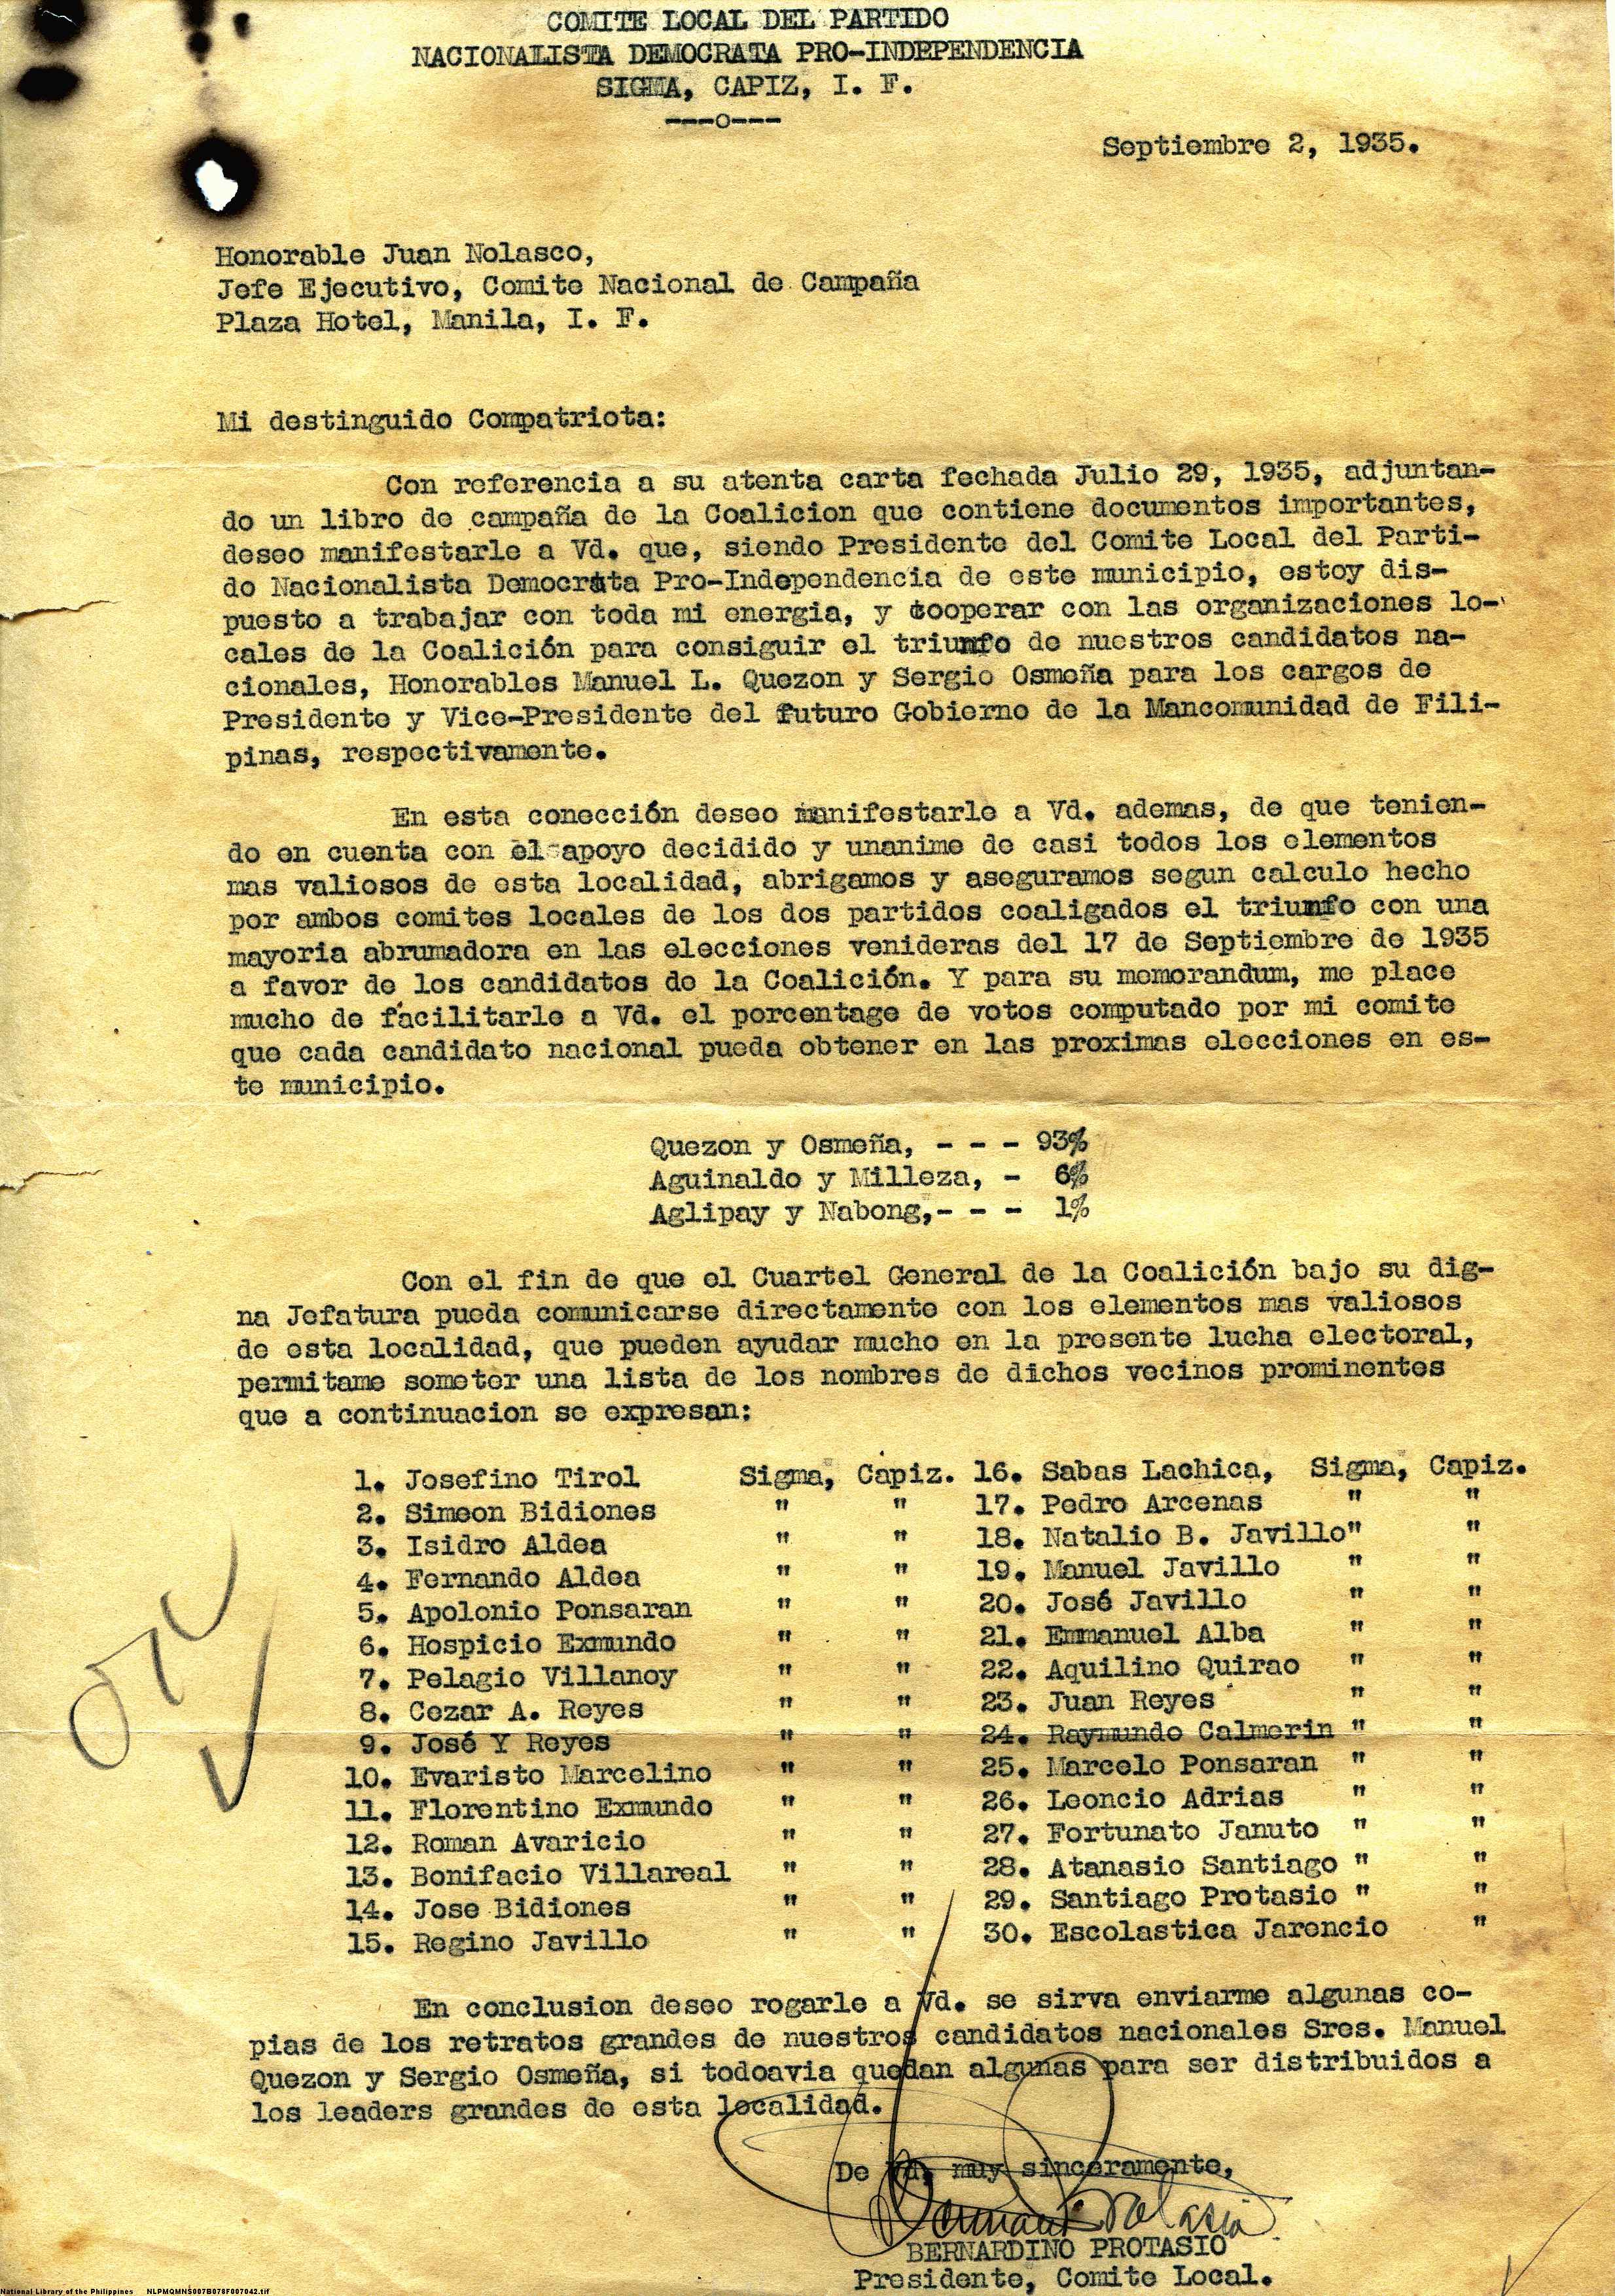 COMITE LOCAL DEL PARTIDO
NACIONALISTA DEMOCRATA PRO-INDEPENDENCIA
SIGMA, CAPIZ, I. F.
---o---
Septiembre 2, 1935.
Honorable Juan Nolasco,
Jefe Ejecutivo, Comite Nacional de Campaña
Plaza Hotel, Manila, I. F.
Mi destinguido Compatriota:
Con referencia a su atenta carta fechada Julio 29, 1935, adjuntan-
do un libro de campaña de la Coalicion que contiene documentos importantes,
deseo manifestarle a Vd. que, siendo Presidente del Comite Local del Parti-
do Nacionalista Democrata Pro-Independencia de este municipio, estoy dis-
puesto a trabajar con toda mi energia, y cooperar con las organizaciones lo-
cales de la Coalición para consiguir el triunfo de nuestros candidatos na-
cionales, Honorables Manuel L. Quezon y Sergio Osmeña para los cargos de
Presidente y Vice-Presidente del futuro Gobierno de la Mancomunidad de Fili-
pinas, respectivamente.
En esta conección deseo manifestarle a Vd. ademas, de que tenien-
do en cuenta con el apoyo decidido y unanime de casi todos los elementos
mas valiosos de esta localidad, abrigamos y aseguramos segun calculo hecho
por ambos comites locales de los dos partidos coaligados el triunfo con una
mayoria abrumadora en las elecciones venideras del 17 de Septiembre de 1935
a favor de los candidatos de la Coalición. Y para su memorandum, me place
mucho de facilitarle a Vd. el porcentage de votos computado por mi comite
que cada candidato nacional pueda obtener en las proximas elecciones en es-
te municipio.
Quezon y Osmeña, - - - 93%
Aguinaldo y Milleza, - 6%
Aglipay y Nabong,- - - 1%
Con el fin de que el Cuartel General de la Coalición bajo su dig-
na Jefatura pueda comunicarse directamente con los elementos mas valiosos
de esta localidad, que pueden ayudar mucho en la presente lucha electoral,
permitame someter una lista de los nombres de dichos vecinos prominentes
que a continuacion se expresan:
1. Josefino Tirol Sigma, Capiz. 16. Sabas Lachica, Sigma, Capiz.
2. Simeon Bidiones " " 17. Pedro Arcenas " "
3. Isidro Aldea " " 18. Natalio B. Javillo" "
4. Fernando Aldea " " 19. Manuel Javillo " "
5. Apolonio Ponsaran " " 20. José Javillo " "
6. Hospicio Exmundo " " 21. Emmanuel Alba " "
7. Pelagio Villanoy " " 22. Aquilino Quirao " "
8. Cezar A. Reyes " " 23. Juan Reyes " "
9. José Y Reyes " " 24. Raymundo Calmerin " "
10. Evaristo Marcelino " " 25. Marcelo Ponsaran " "
11. Florentino Exmundo " " 26. Leoncio Adrias " "
12. Roman Avaricio " " 27. Fortunato Januto " "
13. Bonifacio Villareal " " 28. Atanasio Santiago " "
14. Jose Bidiones " " 29. Santiago Protasio " "
15. Regino Javillo " " 30. Escolastica Jarencio "
En conclusion deseo rogarle a Vd. se sirva enviarme algunas co-
pias de los retratos grandes de nuestros candidatos nacionales Sres. Manuel
Quezon y Sergio Osmeña, si todoavia quedan algunas para ser distribuidos a
los leaders grandes de esta localidad.
De Vd. muy sinceramente,
BERNARDINO PROTASIO
Presidente, Comite Local.
National Library of the Philippines NLPMQMNS007B078F007042.tif